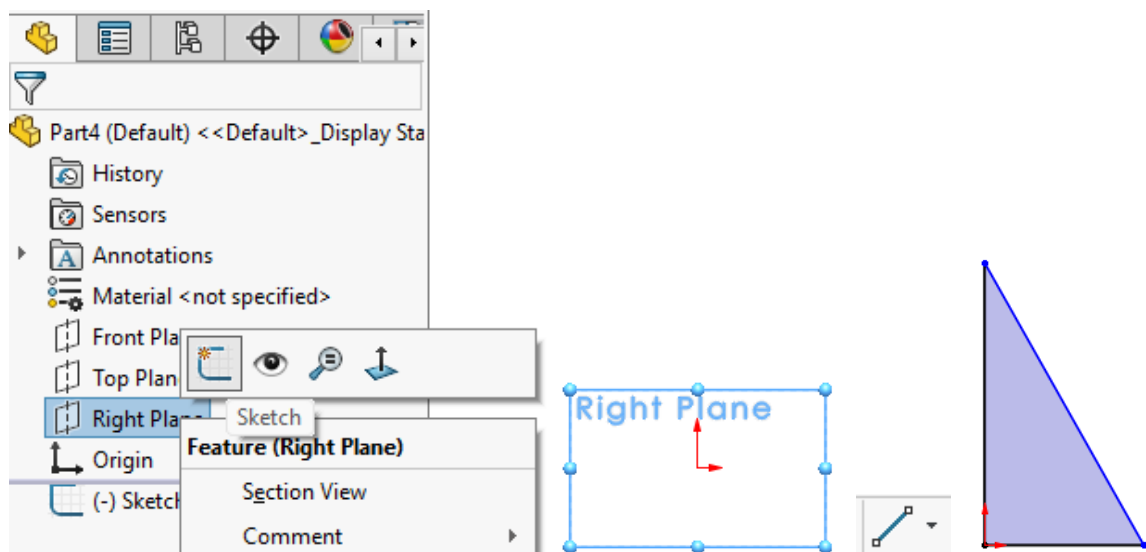 Part4 (Default) <<Default>_Display Sta
History
Sensors
Annotations
Material <not specified>
Front Pla
Top Plan
Right Plane
Sketch
Feature (Right Plane)
Origin
(-) Sketch
Section View
Comment
Right Plane